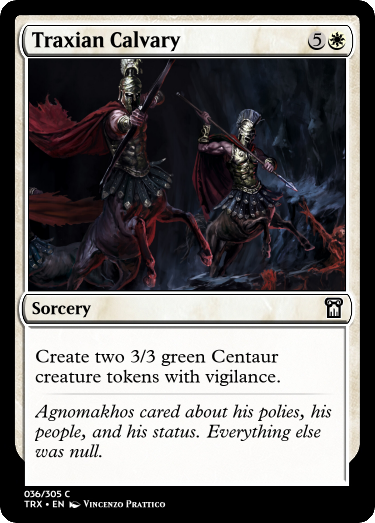 Traxian Calvary 5
Sorcery
Create two 3/3 green Centaur
creature tokens with vigilance.
Agnomakhos cared about his polies, his
people, and his status. Everything else
was null.
036/305 C
TRX • EN Vincenzo Prattico